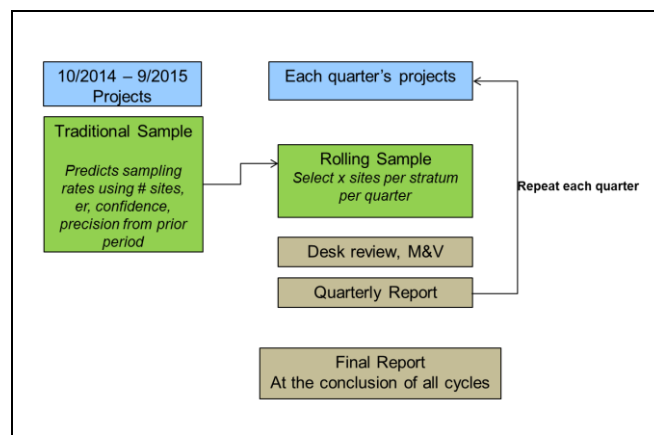 10/2014 – 9/2015
Projects
Traditional Sample
Predicts sampling
rates using # sites,
er, confidence,
precision from prior
period
Each quarter's projects
Rolling Sample
Select x sites per stratum
per quarter
Repeat each quarter
Desk review, M&V
Quarterly Report
Final Report
At the conclusion of all cycles